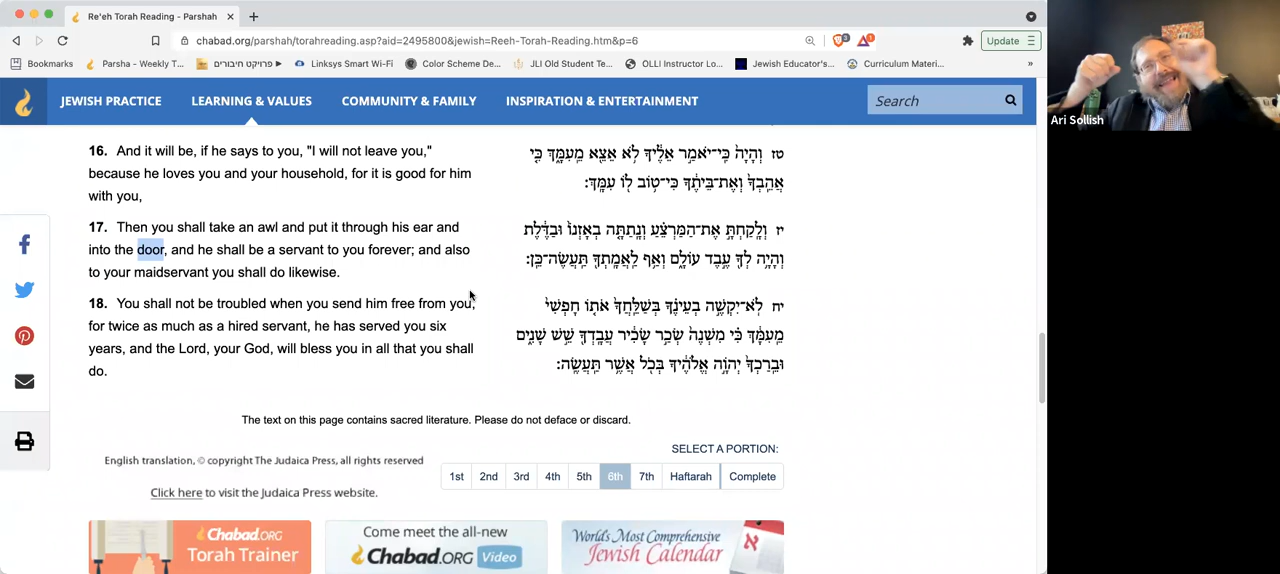 Re'eh Torah Reading - Parshah
chabad.org/parshah/torahreading.asp?aid=2495800&jewish=Reeh-Torah-Reading.htm&p=6
Update
Bookmarks
Parsha - Weekly T...
פרויקט חיבורים
Linksys Smart Wi-Fi
Color Scheme De...
JLI Old Student Te...
OLLI Instructor Lo...
Jewish Educator's...
Curriculum Materi...
JEWISH PRACTICE
LEARNING & VALUES
COMMUNITY & FAMILY
INSPIRATION & ENTERTAINMENT
Search
Ari Sollish
16. And it will be, if he says to you, "I will not leave you,"
because he loves you and your household, for it is good for him
with you,
טז וְהָיָה֙ כִּֽי־יֹאמַ֣ר אֵלֶ֔יךָ לֹ֥א אֵצֵ֖א מֵֽעִמָּ֑ךְ כִּ֤י
אֲהֵֽבְךָ֙ וְאֶת־בֵּיתֶ֔ךָ כִּי־ט֥וֹב ל֖וֹ עִמָּֽךְ:
17. Then you shall take an awl and put it through his ear and
into the door, and he shall be a servant to you forever; and also
to your maidservant you shall do likewise.
יז וְלָֽקַחְתָּ֣ אֶת־הַמַּרְצֵ֗עַ וְנָֽתַתָּ֤ה בְאָזְנוֹ֙ וּבַדֶּ֔לֶת
וְהָיָ֥ה לְךָ֖ עֶ֣בֶד עוֹלָ֑ם וְאַ֥ף לַֽאֲמָֽתְךָ֖ תַּֽעֲשֶׂה־כֵּֽן:
18. You shall not be troubled when you send him free from you,
for twice as much as a hired servant, he has served you six
years, and the Lord, your God, will bless you in all that you shall
do.
יח לֹֽא־יִקְשֶׁ֣ה בְעֵינֶ֗ךָ בְּשַׁלֵּֽחֲךָ֨ אֹת֤וֹ חָפְשִׁי֙
מֵֽעִמָּ֔ךְ כִּ֗י מִשְׁנֶה֙ שְׂכַ֣ר שָׂכִ֔יר עֲבָֽדְךָ֖ שֵׁ֣שׁ שָׁנִ֑ים
וּבֵֽרַכְךָ֙ יְהֹוָ֣ה אֱלֹהֶ֔יךָ בְּכֹ֖ל אֲשֶׁ֥ר תַּֽעֲשֶֽׂה:
The text on this page contains sacred literature. Please do not deface or discard.
SELECT A PORTION:
English translation, © copyright The Judaica Press, all rights reserved
1st 2nd 3rd 4th 5th 6th 7th Haftarah Complete
Click here to visit the Judaica Press website.
Chabad.ORG
Torah Trainer
Come meet the all-new
Chabad.ORG Video
World's Most Comprehensive
Jewish Calendar
א